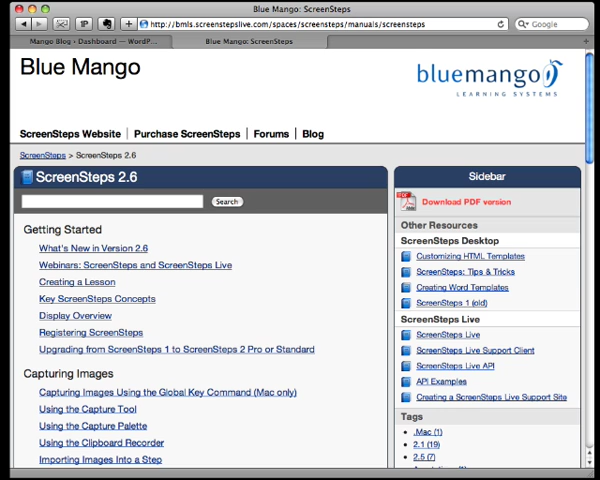 Blue Mango: ScreenSteps
http://bmls.screenstepslive.com/spaces/screensteps/manuals/screensteps
Google
Mango Blog › Dashboard — WordP...
Blue Mango: ScreenSteps
Blue Mango
bluemango
LEARNING SYSTEMS
ScreenSteps Website
Purchase ScreenSteps
Forums
Blog
ScreenSteps > ScreenSteps 2.6
ScreenSteps 2.6
Search
Getting Started
What's New in Version 2.6
Webinars: ScreenSteps and ScreenSteps Live
Creating a Lesson
Key ScreenSteps Concepts
Display Overview
Registering ScreenSteps
Upgrading from ScreenSteps 1 to ScreenSteps 2 Pro or Standard
Capturing Images
Capturing Images Using the Global Key Command (Mac only)
Using the Capture Tool
Using the Capture Palette
Using the Clipboard Recorder
Importing Images Into a Step
Sidebar
Download PDF version
Other Resources
ScreenSteps Desktop
Customizing HTML Templates
ScreenSteps: Tips & Tricks
Creating Word Templates
ScreenSteps 1 (old)
ScreenSteps Live
ScreenSteps Live
ScreenSteps Live Support Client
ScreenSteps Live API
API Examples
Creating a ScreenSteps Live Support Site
Tags
.Mac (1)
2.1 (19)
2.5 (7)